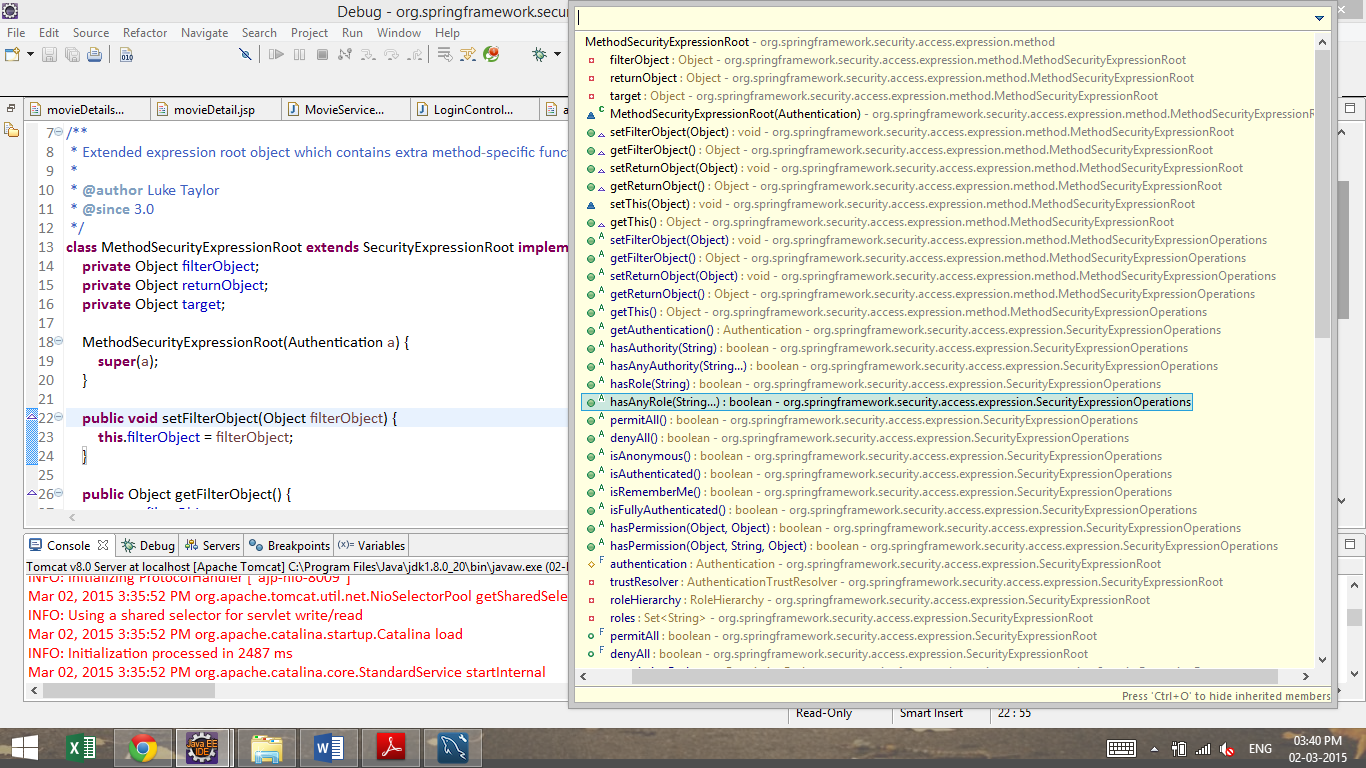 Debug - org.springframework.secur
File Edit Source Refactor Navigate Search Project Run Window Help
movieDetails...
movieDetail.jsp
MovieService...
LoginControl...
a
7 /**
8 * Extended expression root object which contains extra method-specific funct
9 *
10 * @author Luke Taylor
11 * @since 3.0
12 */
13 class MethodSecurityExpressionRoot extends SecurityExpressionRoot implem
14 private Object filterObject;
15 private Object returnObject;
16 private Object target;
17
18 MethodSecurityExpressionRoot(Authentication a) {
19 super(a);
20 }
21
22 public void setFilterObject(Object filterObject) {
23 this.filterObject = filterObject;
24 }
25
26 public Object getFilterObject() {
MethodSecurityExpressionRoot - org.springframework.security.access.expression.method
filterObject : Object - org.springframework.security.access.expression.method.MethodSecurityExpressionRoot
returnObject : Object - org.springframework.security.access.expression.method.MethodSecurityExpressionRoot
target : Object - org.springframework.security.access.expression.method.MethodSecurityExpressionRoot
MethodSecurityExpressionRoot(Authentication) - org.springframework.security.access.expression.method.MethodSecurityExpressionR
setFilterObject(Object) : void - org.springframework.security.access.expression.method.MethodSecurityExpressionRoot
getFilterObject() : Object - org.springframework.security.access.expression.method.MethodSecurityExpressionRoot
setReturnObject(Object) : void - org.springframework.security.access.expression.method.MethodSecurityExpressionRoot
getReturnObject() : Object - org.springframework.security.access.expression.method.MethodSecurityExpressionRoot
setThis(Object) : void - org.springframework.security.access.expression.method.MethodSecurityExpressionRoot
getThis() : Object - org.springframework.security.access.expression.method.MethodSecurityExpressionRoot
setFilterObject(Object) : void - org.springframework.security.access.expression.method.MethodSecurityExpressionOperations
getFilterObject() : Object - org.springframework.security.access.expression.method.MethodSecurityExpressionOperations
setReturnObject(Object) : void - org.springframework.security.access.expression.method.MethodSecurityExpressionOperations
getReturnObject() : Object - org.springframework.security.access.expression.method.MethodSecurityExpressionOperations
getThis() : Object - org.springframework.security.access.expression.method.MethodSecurityExpressionOperations
getAuthentication() : Authentication - org.springframework.security.access.expression.SecurityExpressionOperations
hasAuthority(String) : boolean - org.springframework.security.access.expression.SecurityExpressionOperations
hasAnyAuthority(String...) : boolean - org.springframework.security.access.expression.SecurityExpressionOperations
hasRole(String) : boolean - org.springframework.security.access.expression.SecurityExpressionOperations
hasAnyRole(String...) : boolean - org.springframework.security.access.expression.SecurityExpressionOperations
permitAll() : boolean - org.springframework.security.access.expression.SecurityExpressionOperations
denyAll() : boolean - org.springframework.security.access.expression.SecurityExpressionOperations
isAnonymous() : boolean - org.springframework.security.access.expression.SecurityExpressionOperations
isAuthenticated() : boolean - org.springframework.security.access.expression.SecurityExpressionOperations
isRememberMe() : boolean - org.springframework.security.access.expression.SecurityExpressionOperations
isFullyAuthenticated() : boolean - org.springframework.security.access.expression.SecurityExpressionOperations
hasPermission(Object, Object) : boolean - org.springframework.security.access.expression.SecurityExpressionOperations
hasPermission(Object, String, Object) : boolean - org.springframework.security.access.expression.SecurityExpressionOperations
authentication : Authentication - org.springframework.security.access.expression.SecurityExpressionRoot
trustResolver : AuthenticationTrustResolver - org.springframework.security.access.expression.SecurityExpressionRoot
roleHierarchy : RoleHierarchy - org.springframework.security.access.expression.SecurityExpressionRoot
roles : Set<String> - org.springframework.security.access.expression.SecurityExpressionRoot
permitAll : boolean - org.springframework.security.access.expression.SecurityExpressionRoot
denyAll : boolean - org.springframework.security.access.expression.SecurityExpressionRoot
Press 'Ctrl+O' to hide inherited members
Console Debug Servers Breakpoints (x)= Variables
Tomcat v8.0 Server at localhost [Apache Tomcat] C:\Program Files\Java\jdk1.8.0_20\bin\javaw.exe (02-
INFO: Initializing ProtocolHandler ["ajp-nio-8009"]
Mar 02, 2015 3:35:52 PM org.apache.tomcat.util.net.NioSelectorPool getSharedSele
INFO: Using a shared selector for servlet write/read
Mar 02, 2015 3:35:52 PM org.apache.catalina.startup.Catalina load
INFO: Initialization processed in 2487 ms
Mar 02, 2015 3:35:52 PM org.apache.catalina.core.StandardService startInternal
Read-Only Smart Insert 22 : 55
Java EE IDE
ENG
03:40 PM
02-03-2015